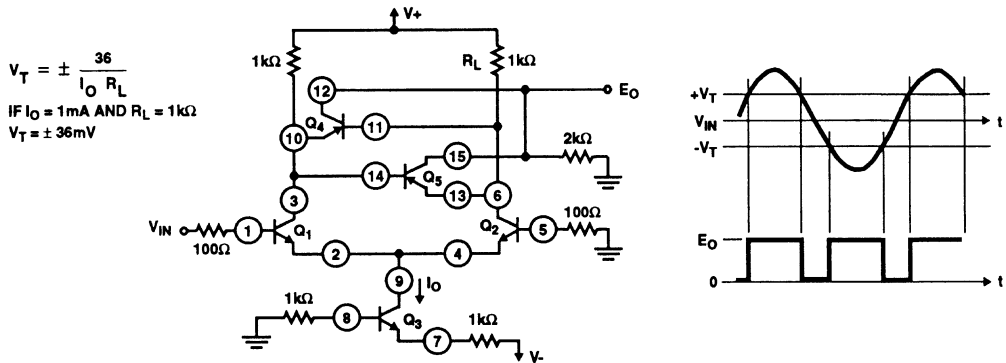 V_T = ± 36 / I_O R_L
IF I_O = 1mA AND R_L = 1kΩ
V_T = ± 36mV
V+
1kΩ
R_L 1kΩ
12
E_O
Q4
11
10
15
2kΩ
14
Q5
13
6
3
V_IN
100Ω
1
Q1
Q2
5
100Ω
2
4
9
I_O
1kΩ
8
Q3
7
1kΩ
V-
+V_T
V_IN
t
-V_T
E_O
0
t